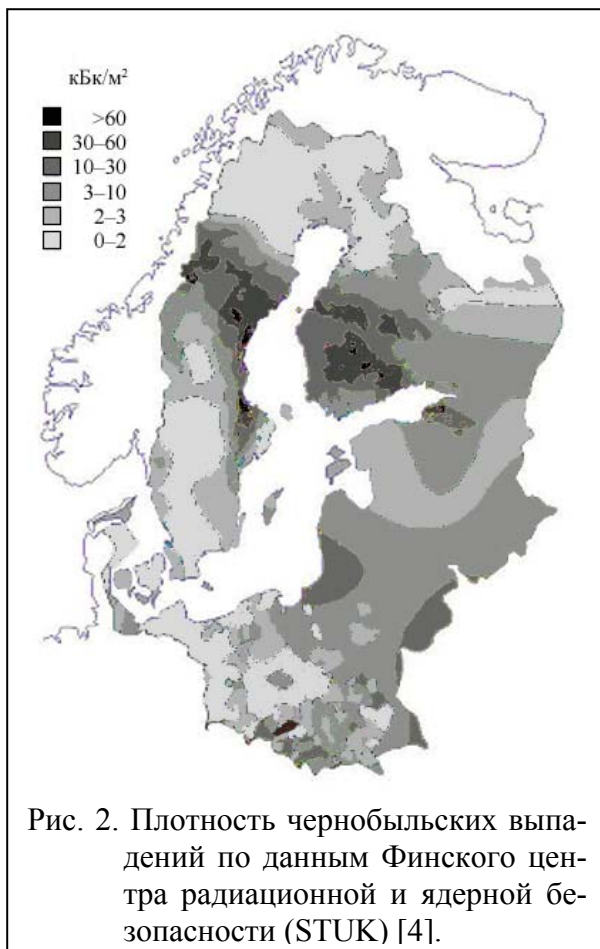 кБк/м²
>60
30–60
10–30
3–10
2–3
0–2
Рис. 2. Плотность чернобыльских выпа-
дений по данным Финского цен-
тра радиационной и ядерной бе-
зопасности (STUK) [4].